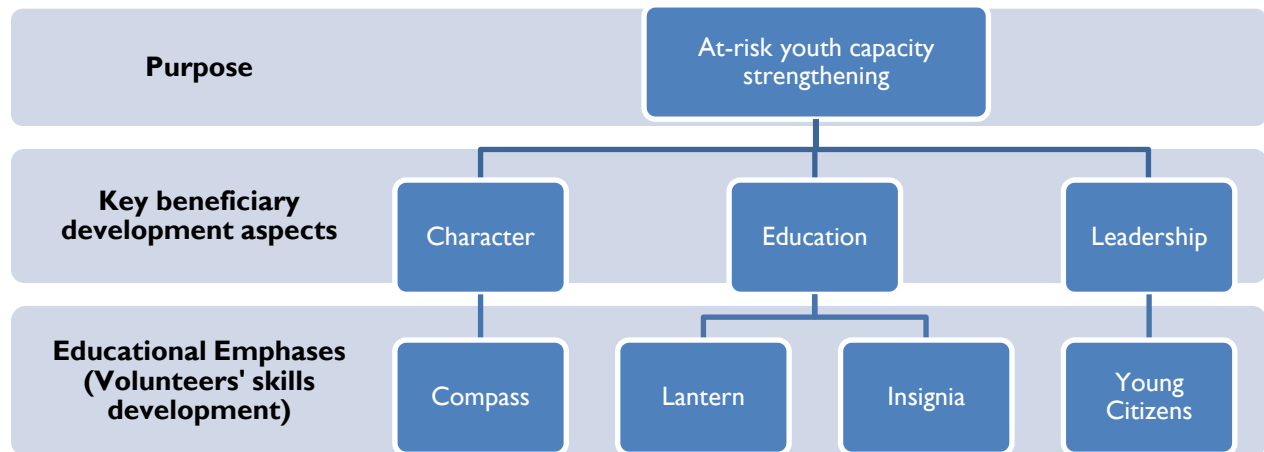 Purpose
At-risk youth capacity
strengthening
Key beneficiary
development aspects
Character
Education
Leadership
Educational Emphases
(Volunteers' skills
development)
Compass
Lantern
Insignia
Young
Citizens